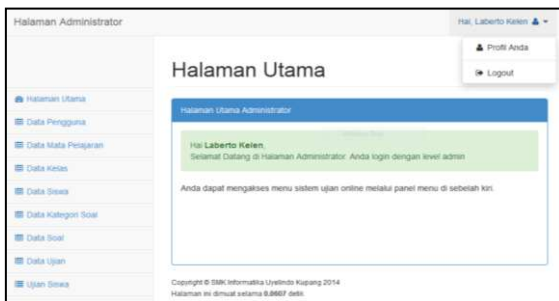 Halaman Administrator
Hai, Laberto Kelen
Profil Anda
Logout
Halaman Utama
Halaman Utama
Data Pengguna
Data Mata Pelajaran
Data Kelas
Data Siswa
Data Kategori Soal
Data Soal
Data Ujian
Ujian Siswa
Halaman Utama Administrator
Hai Laberto Kelen,
Selamat Datang di Halaman Administrator. Anda login dengan level admin
Anda dapat mengakses menu sistem ujian online melalui panel menu di sebelah kiri.
Copyright © SMK Informatika Uyelindo Kupang 2014
Halaman ini dimuat selama 0.0607 detik.